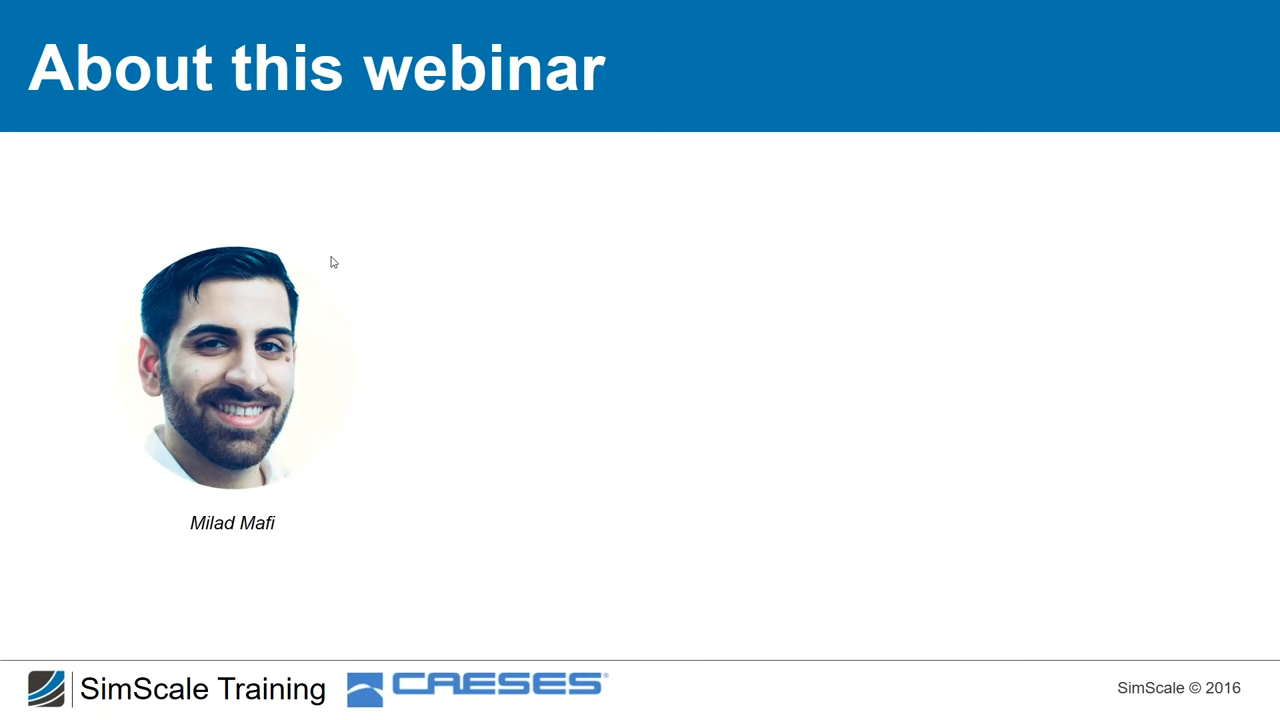 About this webinar
Milad Mafi
SimScale Training
CAESES®
SimScale © 2016